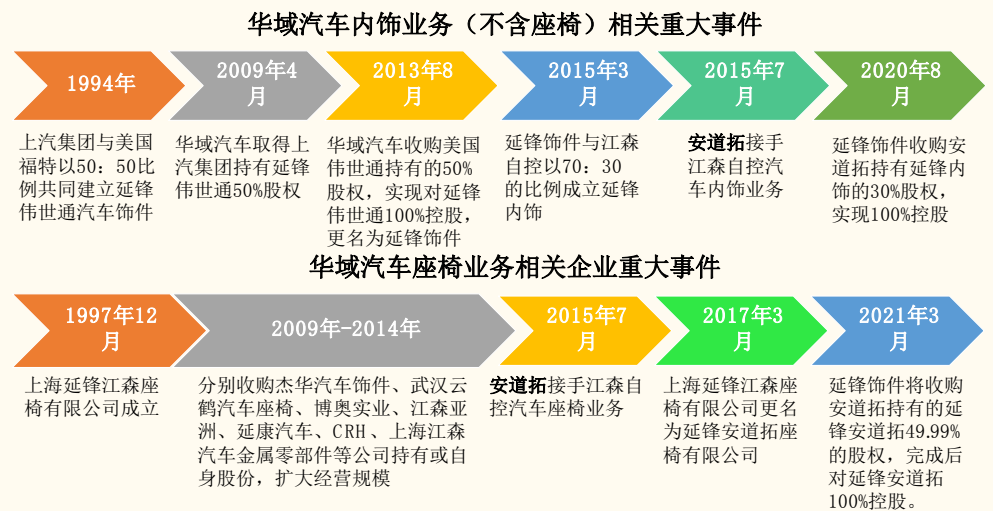 华域汽车内饰业务（不含座椅）相关重大事件
1994年
2009年4
月
2013年8
月
2015年3
月
2015年7
月
2020年8
月
上汽集团与美国
福特以50：50比
例共同建立延锋
伟世通汽车饰件
华域汽车取得上
汽集团持有延锋
伟世通50%股权
华域汽车收购美国
伟世通持有的50%
股权，实现对延锋
伟世通100%控股，
更名为延锋饰件
延锋饰件与江森
自控以70：30
的比例成立延锋
内饰
安道拓接手
江森自控汽
车内饰业务
延锋饰件收购安
道拓持有延锋内
饰的30%股权，
实现100%控股
华域汽车座椅业务相关企业重大事件
1997年12
月
2009年-2014年
2015年7
月
2017年3
月
2021年3
月
上海延锋江森座
椅有限公司成立
分别收购杰华汽车饰件、武汉云
鹤汽车座椅、博奥实业、江森亚
洲、延康汽车、CRH、上海江森
汽车金属零部件等公司持有或自
身股份，扩大经营规模
安道拓接手江森自
控汽车座椅业务
上海延锋江森座
椅有限公司更名
为延锋安道拓座
椅有限公司
延锋饰件将收购
安道拓持有的延
锋安道拓49.99%
的股权，完成后
对延锋安道拓
100%控股。